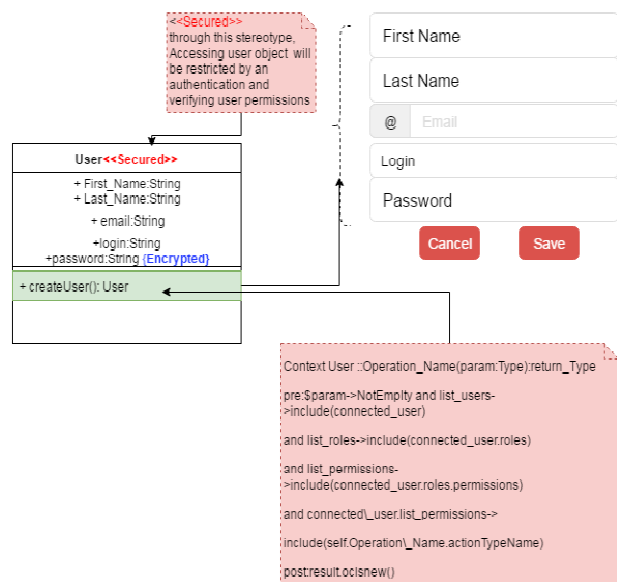 <<Secured>>
through this stereotype,
Accessing user object will
be restricted by an
authentication and
verifying user permissions
First Name
Last Name
@ Email
Login
Password
Cancel Save
User<<Secured>>
+ First_Name:String
+ Last_Name:String
+ email:String
+login:String
+password:String {Encrypted}
+ createUser(): User
Context User ::Operation_Name(param:Type):return_Type
pre:$param->NotEmpity and list_users-
>include(connected_user)
and list_roles->include(connected_user.roles)
and list_permissions-
>include(connected_user.roles.permissions)
and connected\_user.list_permissions->
include(self.Operation\_Name.actionTypeName)
post:result.oclsnew()